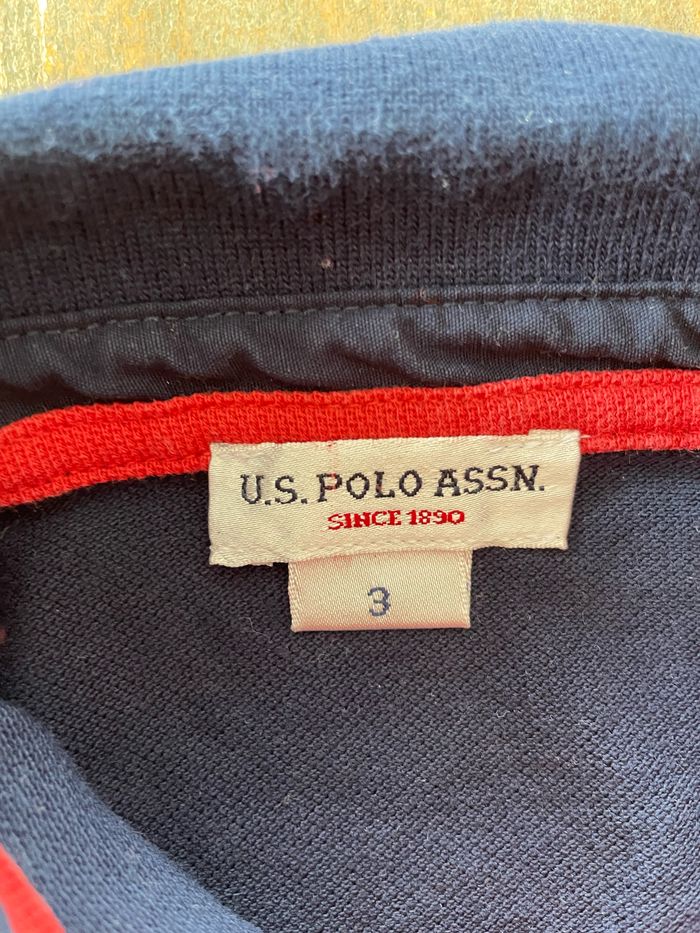 U.S. POLO ASSN.
SINCE 1890
3